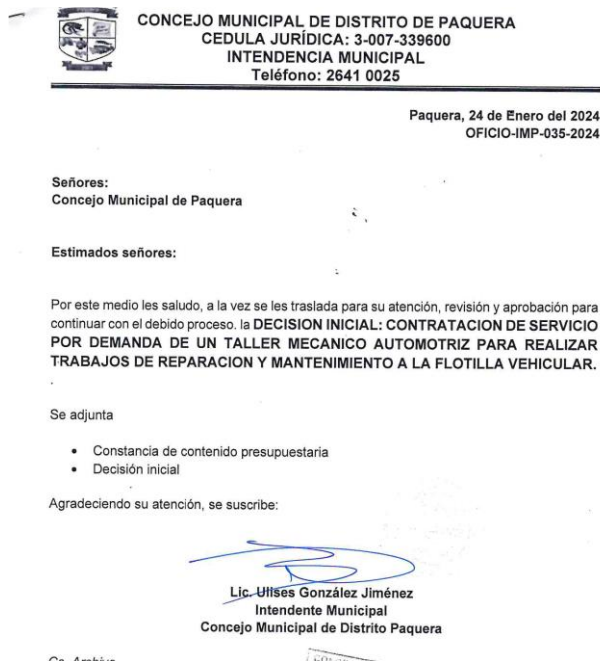 CONCEJO MUNICIPAL DE DISTRITO DE PAQUERA
CEDULA JURÍDICA: 3-007-339600
INTENDENCIA MUNICIPAL
Teléfono: 2641 0025
Paquera, 24 de Enero del 2024
OFICIO-IMP-035-2024
Señores:
Concejo Municipal de Paquera
Estimados señores:
Por este medio les saludo, a la vez se les traslada para su atención, revisión y aprobación para
continuar con el debido proceso. la DECISION INICIAL: CONTRATACION DE SERVICIO
POR DEMANDA DE UN TALLER MECANICO AUTOMOTRIZ PARA REALIZAR
TRABAJOS DE REPARACION Y MANTENIMIENTO A LA FLOTILLA VEHICULAR.
.
Se adjunta
• Constancia de contenido presupuestaria
• Decisión inicial
Agradeciendo su atención, se suscribe:
Lic. Ulises González Jiménez
Intendente Municipal
Concejo Municipal de Distrito Paquera